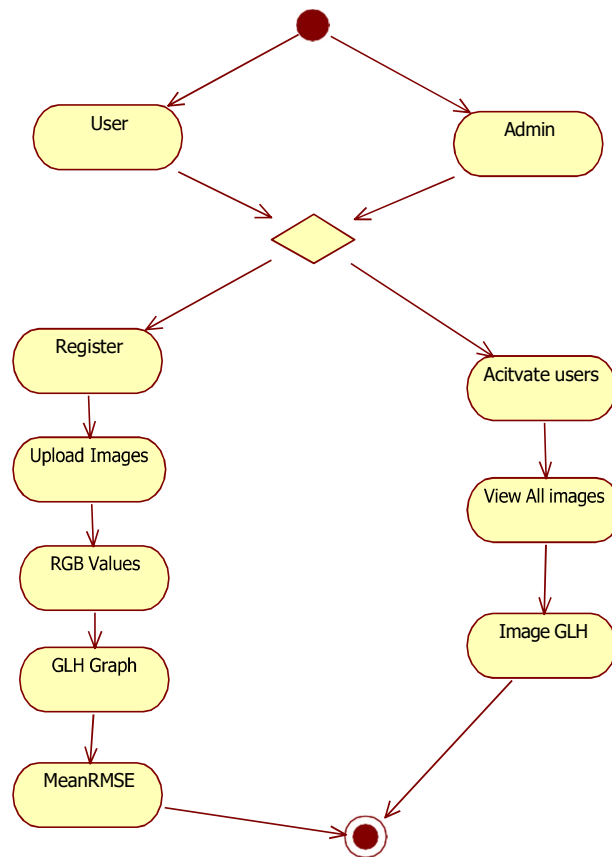 User
Admin
Register
Acitvate users
Upload Images
View All images
RGB Values
Image GLH
GLH Graph
MeanRMSE